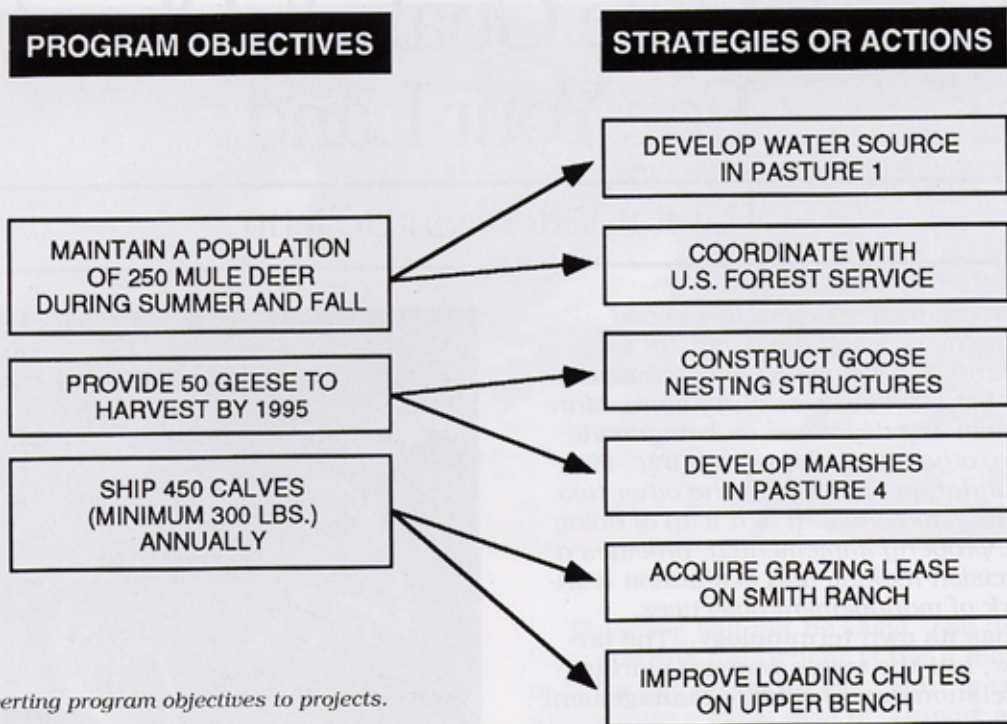 PROGRAM OBJECTIVES
STRATEGIES OR ACTIONS
MAINTAIN A POPULATION
OF 250 MULE DEER
DURING SUMMER AND FALL
DEVELOP WATER SOURCE
IN PASTURE 1
COORDINATE WITH
U.S. FOREST SERVICE
PROVIDE 50 GEESE TO
HARVEST BY 1995
CONSTRUCT GOOSE
NESTING STRUCTURES
DEVELOP MARSHES
IN PASTURE 4
SHIP 450 CALVES
(MINIMUM 300 LBS.)
ANNUALLY
ACQUIRE GRAZING LEASE
ON SMITH RANCH
IMPROVE LOADING CHUTES
ON UPPER BENCH
erting program objectives to projects.